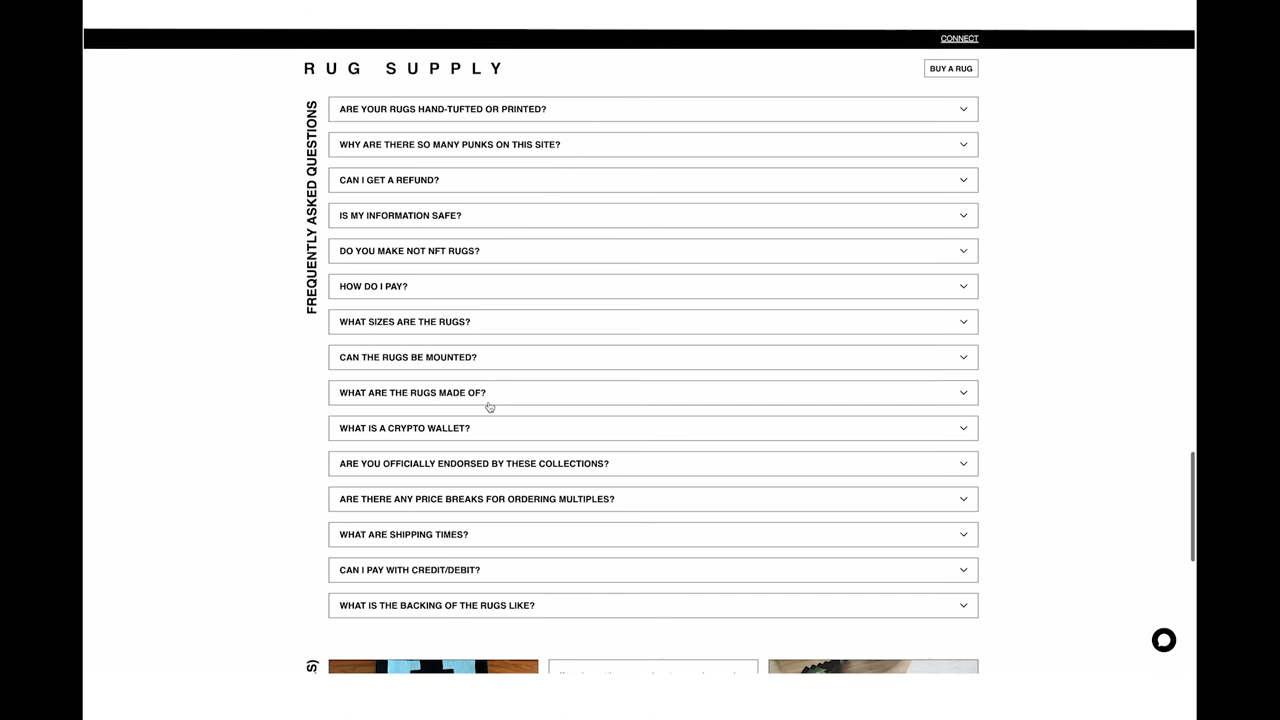 CONNECT
RUG SUPPLY
BUY A RUG
FREQUENTLY ASKED QUESTIONS
ARE YOUR RUGS HAND-TUFTED OR PRINTED?
WHY ARE THERE SO MANY PUNKS ON THIS SITE?
CAN I GET A REFUND?
IS MY INFORMATION SAFE?
DO YOU MAKE NOT NFT RUGS?
HOW DO I PAY?
WHAT SIZES ARE THE RUGS?
CAN THE RUGS BE MOUNTED?
WHAT ARE THE RUGS MADE OF?
WHAT IS A CRYPTO WALLET?
ARE YOU OFFICIALLY ENDORSED BY THESE COLLECTIONS?
ARE THERE ANY PRICE BREAKS FOR ORDERING MULTIPLES?
WHAT ARE SHIPPING TIMES?
CAN I PAY WITH CREDIT/DEBIT?
WHAT IS THE BACKING OF THE RUGS LIKE?
S)